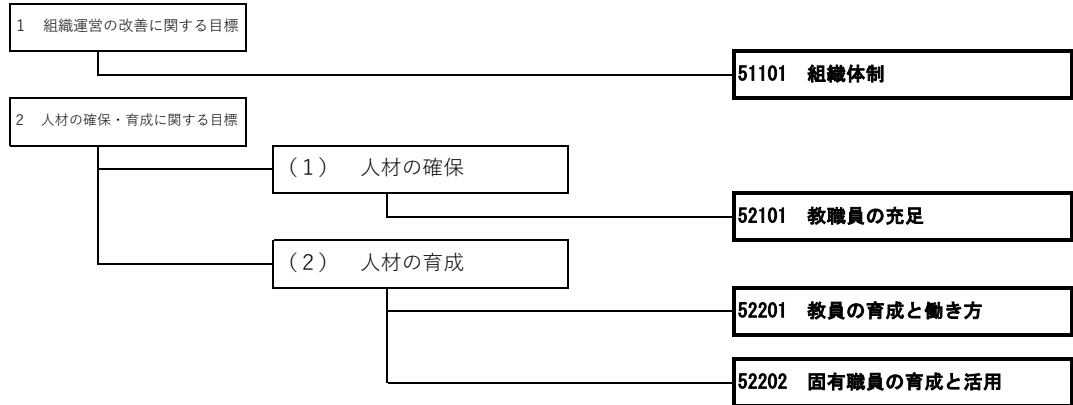 1　組織運営の改善に関する目標
51101　組織体制
2　人材の確保・育成に関する目標
（１）　人材の確保
52101　教職員の充足
（２）　人材の育成
52201　教員の育成と働き方
52202　固有職員の育成と活用